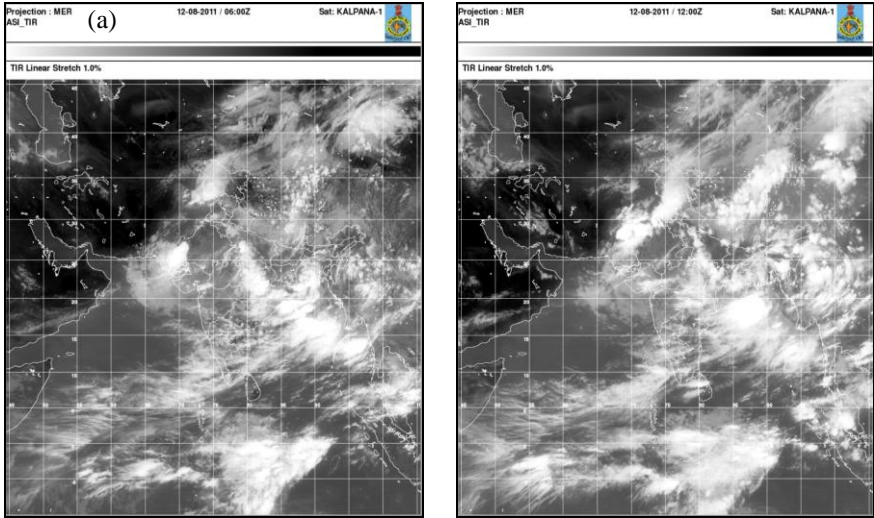 Projection : MER 12-08-2011 / 06:00Z Sat: KALPANA-1
ASI_TIR
(a)
TIR Linear Stretch 1.0%
Projection : MER 12-08-2011 / 12:00Z Sat: KALPANA-1
ASI_TIR
TIR Linear Stretch 1.0%